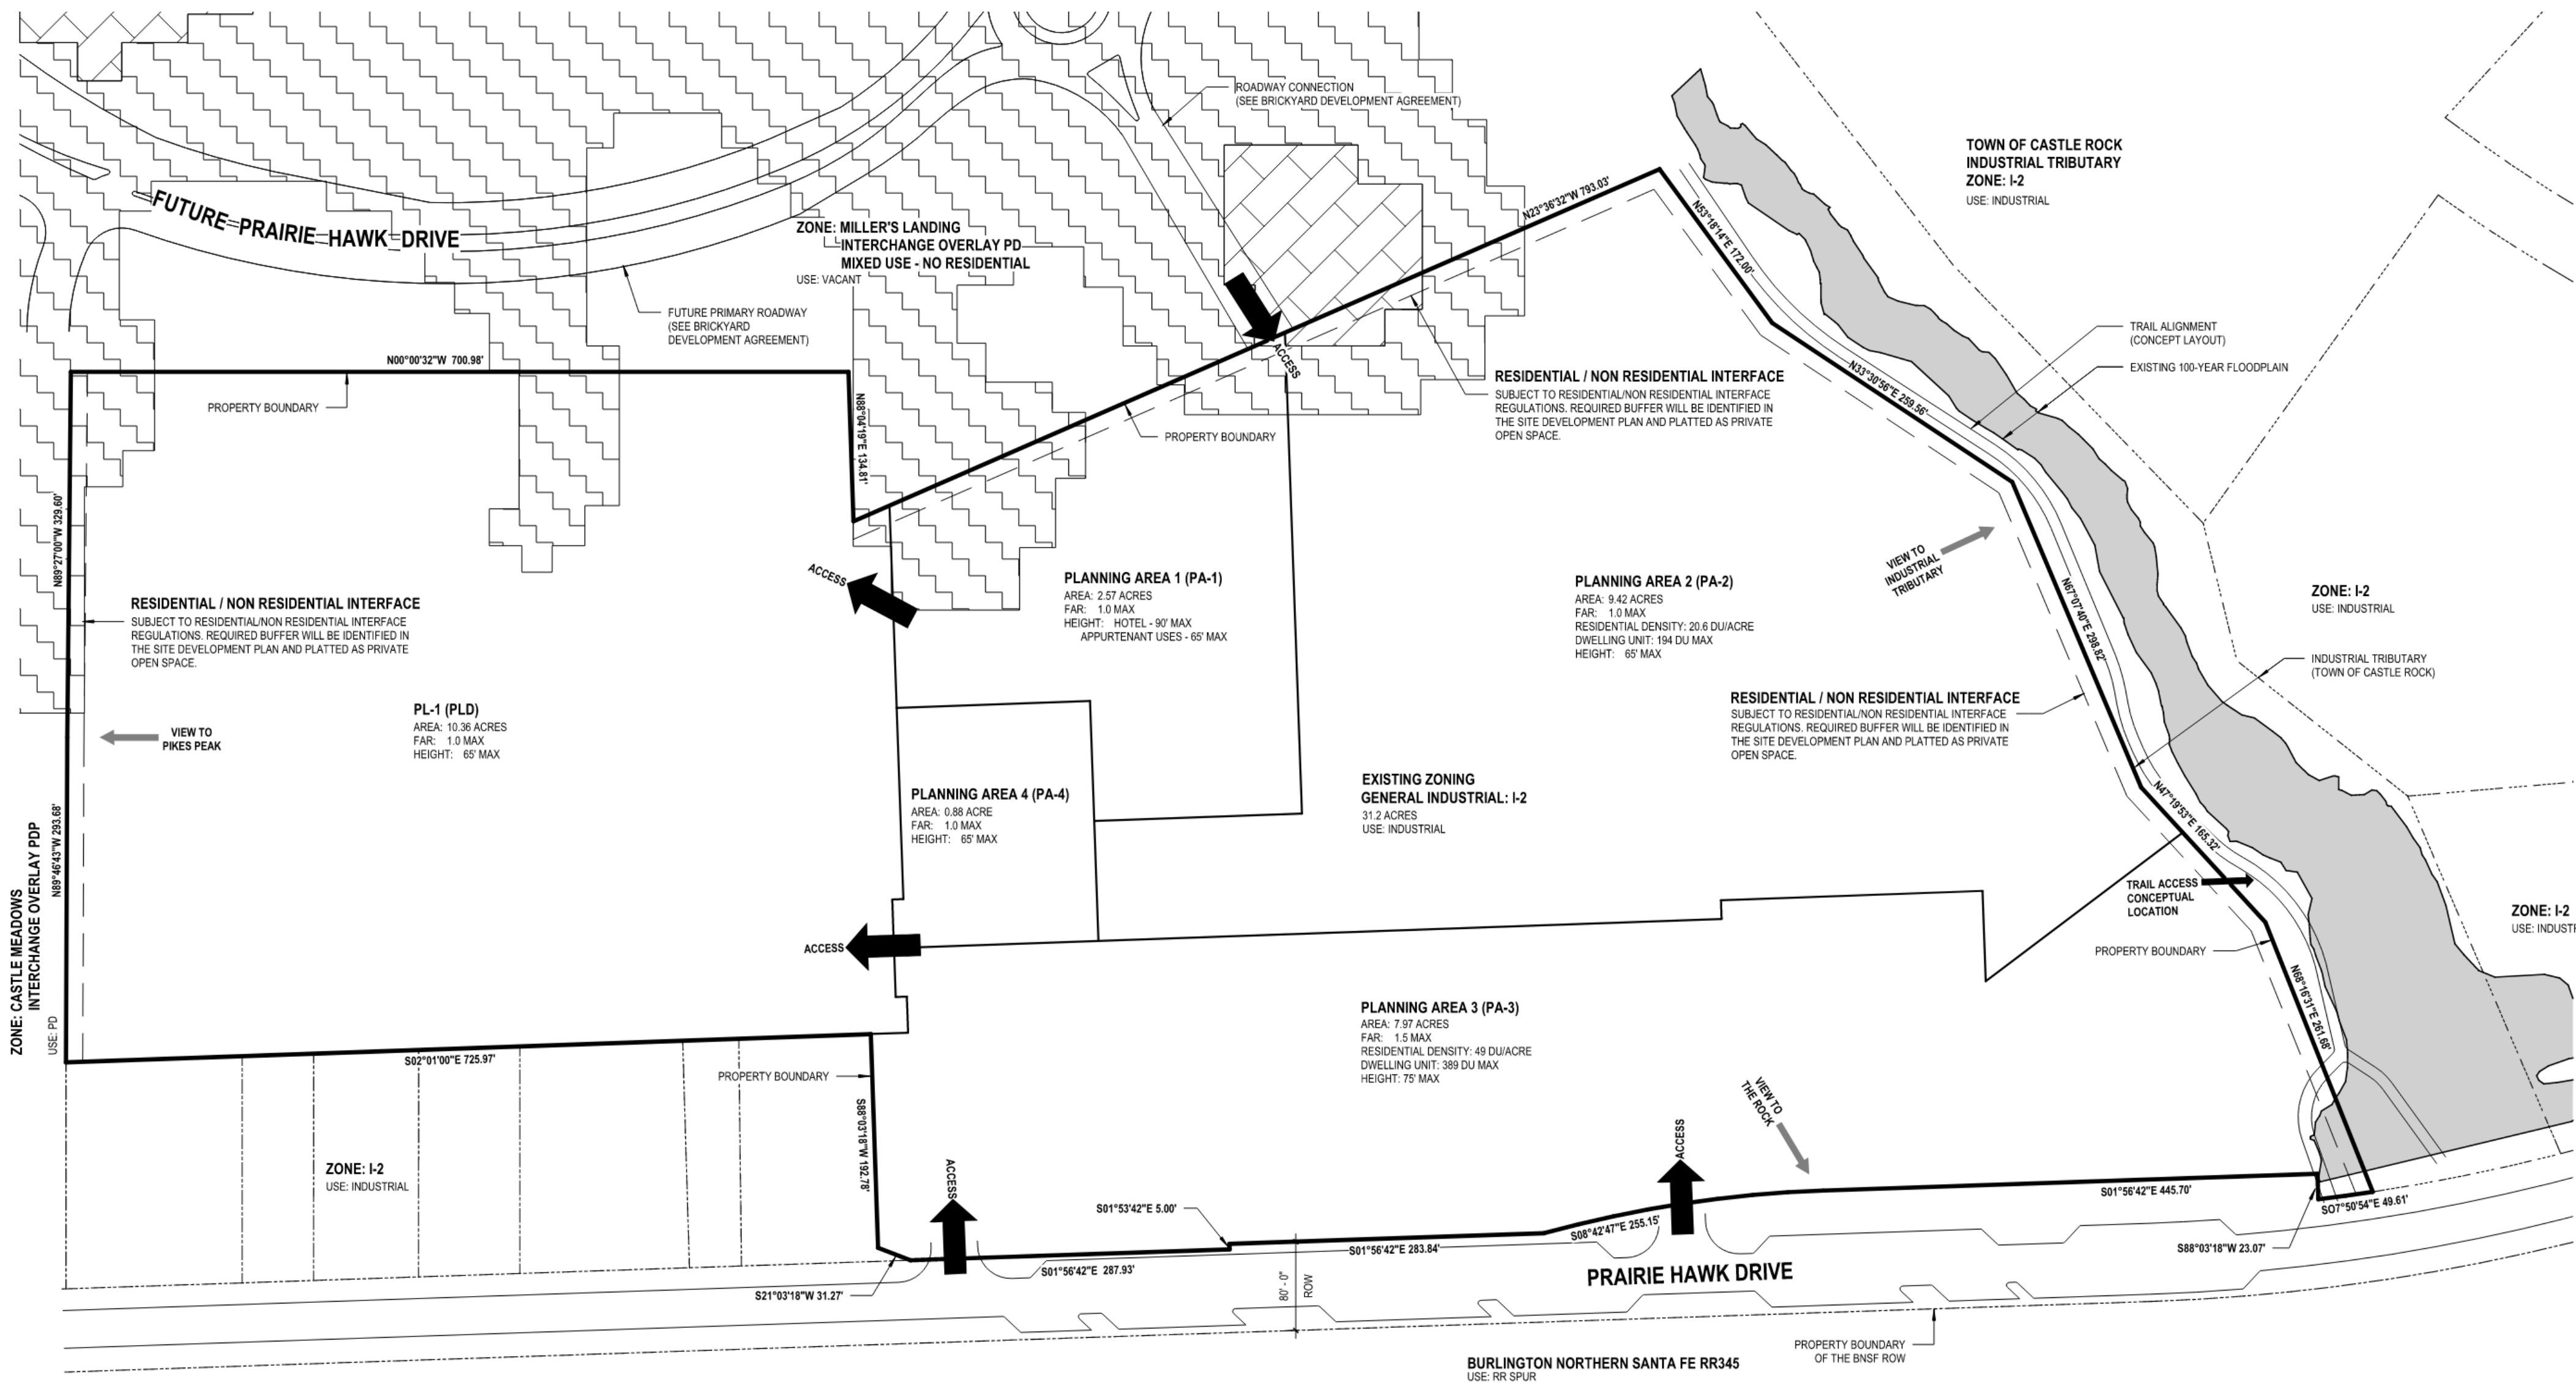 ROADWAY CONNECTION
(SEE BRICKYARD DEVELOPMENT AGREEMENT)
TOWN OF CASTLE ROCK
INDUSTRIAL TRIBUTARY
ZONE: I-2
USE: INDUSTRIAL
FUTURE PRAIRIE HAWK DRIVE
ZONE: MILLER'S LANDING
INTERCHANGE OVERLAY PD
MIXED USE - NO RESIDENTIAL
USE: VACANT
N23°36'32"W 793.03'
N53°18'14"E 172.00'
FUTURE PRIMARY ROADWAY
(SEE BRICKYARD
DEVELOPMENT AGREEMENT)
TRAIL ALIGNMENT
(CONCEPT LAYOUT)
EXISTING 100-YEAR FLOODPLAIN
N00°00'32"W 700.98'
PROPERTY BOUNDARY
N88°04'19"E 134.81'
ACCESS
PROPERTY BOUNDARY
RESIDENTIAL / NON RESIDENTIAL INTERFACE
SUBJECT TO RESIDENTIAL/NON RESIDENTIAL INTERFACE
REGULATIONS. REQUIRED BUFFER WILL BE IDENTIFIED IN
THE SITE DEVELOPMENT PLAN AND PLATTED AS PRIVATE
OPEN SPACE.
N33°30'56"E 259.56'
N89°27'00"W 329.60'
RESIDENTIAL / NON RESIDENTIAL INTERFACE
SUBJECT TO RESIDENTIAL/NON RESIDENTIAL INTERFACE
REGULATIONS. REQUIRED BUFFER WILL BE IDENTIFIED IN
THE SITE DEVELOPMENT PLAN AND PLATTED AS PRIVATE
OPEN SPACE.
ACCESS
PLANNING AREA 1 (PA-1)
AREA: 2.57 ACRES
FAR: 1.0 MAX
HEIGHT: HOTEL - 90' MAX
APPURTENANT USES - 65' MAX
PLANNING AREA 2 (PA-2)
AREA: 9.42 ACRES
FAR: 1.0 MAX
RESIDENTIAL DENSITY: 20.6 DU/ACRE
DWELLING UNIT: 194 DU MAX
HEIGHT: 65' MAX
VIEW TO
INDUSTRIAL
TRIBUTARY
N67°07'40"E 298.82'
ZONE: I-2
USE: INDUSTRIAL
INDUSTRIAL TRIBUTARY
(TOWN OF CASTLE ROCK)
RESIDENTIAL / NON RESIDENTIAL INTERFACE
SUBJECT TO RESIDENTIAL/NON RESIDENTIAL INTERFACE
REGULATIONS. REQUIRED BUFFER WILL BE IDENTIFIED IN
THE SITE DEVELOPMENT PLAN AND PLATTED AS PRIVATE
OPEN SPACE.
PL-1 (PLD)
AREA: 10.36 ACRES
FAR: 1.0 MAX
HEIGHT: 65' MAX
VIEW TO
PIKES PEAK
PLANNING AREA 4 (PA-4)
AREA: 0.88 ACRE
FAR: 1.0 MAX
HEIGHT: 65' MAX
EXISTING ZONING
GENERAL INDUSTRIAL: I-2
31.2 ACRES
USE: INDUSTRIAL
N47°19'53"E 165.32'
ZONE: CASTLE MEADOWS
INTERCHANGE OVERLAY PDP
USE: PD
N89°46'43"W 293.68'
TRAIL ACCESS
CONCEPTUAL
LOCATION
ZONE: I-2
USE: INDUST
PROPERTY BOUNDARY
ACCESS
N68°16'31"E 261.68'
PLANNING AREA 3 (PA-3)
AREA: 7.97 ACRES
FAR: 1.5 MAX
RESIDENTIAL DENSITY: 49 DU/ACRE
DWELLING UNIT: 389 DU MAX
HEIGHT: 75' MAX
S02°01'00"E 725.97'
PROPERTY BOUNDARY
S88°03'18"W 192.78'
VIEW TO
THE ROCK
ZONE: I-2
USE: INDUSTRIAL
ACCESS
ACCESS
S01°53'42"E 5.00'
S01°56'42"E 445.70'
S07°50'54"E 49.61'
S08°42'47"E 255.15'
S01°56'42"E 283.84'
S88°03'18"W 23.07'
S01°56'42"E 287.93'
S21°03'18"W 31.27'
80' - 0"
ROW
PRAIRIE HAWK DRIVE
PROPERTY BOUNDARY
OF THE BNSF ROW
BURLINGTON NORTHERN SANTA FE RR345
USE: RR SPUR